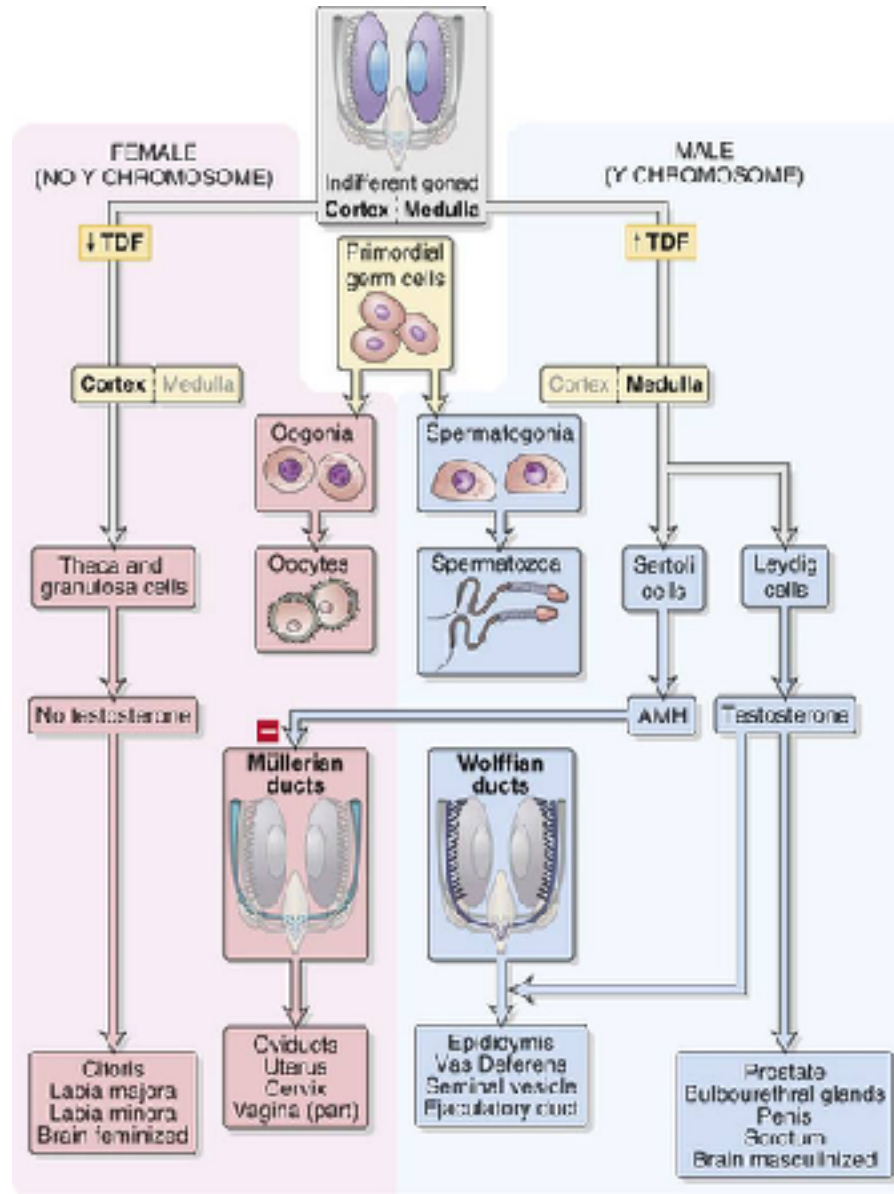 FEMALE
(NO Y CHROMOSOME)
MALE
(Y CHROMOSOME)
Indifferent gonad
Cortex Medulla
↓ TDF
↑ TDF
Primordial
germ cells
Cortex Medulla
Cortex Medulla
Oogonia
Spermatogonia
Theca and
granulosa cells
Oocytes
Spermatozoa
Sertoli
cells
Leydig
cells
No testosterone
AMH
Testosterone
−
Müllerian
ducts
Wolffian
ducts
Clitoris
Labia majora
Labia minora
Brain feminized
Oviducts
Uterus
Cervix
Vagina (part)
Epididymis
Vas Deferens
Seminal vesicle
Ejaculatory duct
Prostate
Bulbourethral glands
Penis
Scrotum
Brain masculinized